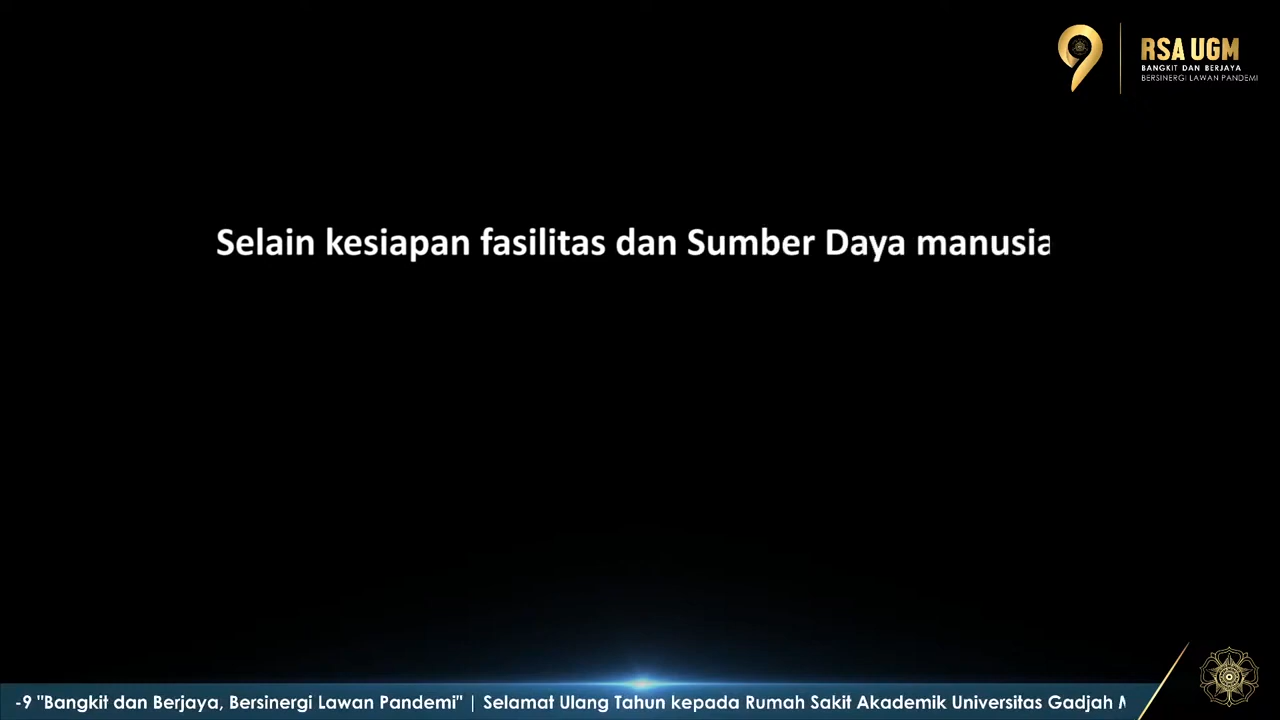 9
RSA UGM
BANGKIT DAN BERJAYA
BERSINERGI LAWAN PANDEMI
Selain kesiapan fasilitas dan Sumber Daya manusia
-9 "Bangkit dan Berjaya, Bersinergi Lawan Pandemi" | Selamat Ulang Tahun kepada Rumah Sakit Akademik Universitas Gadjah